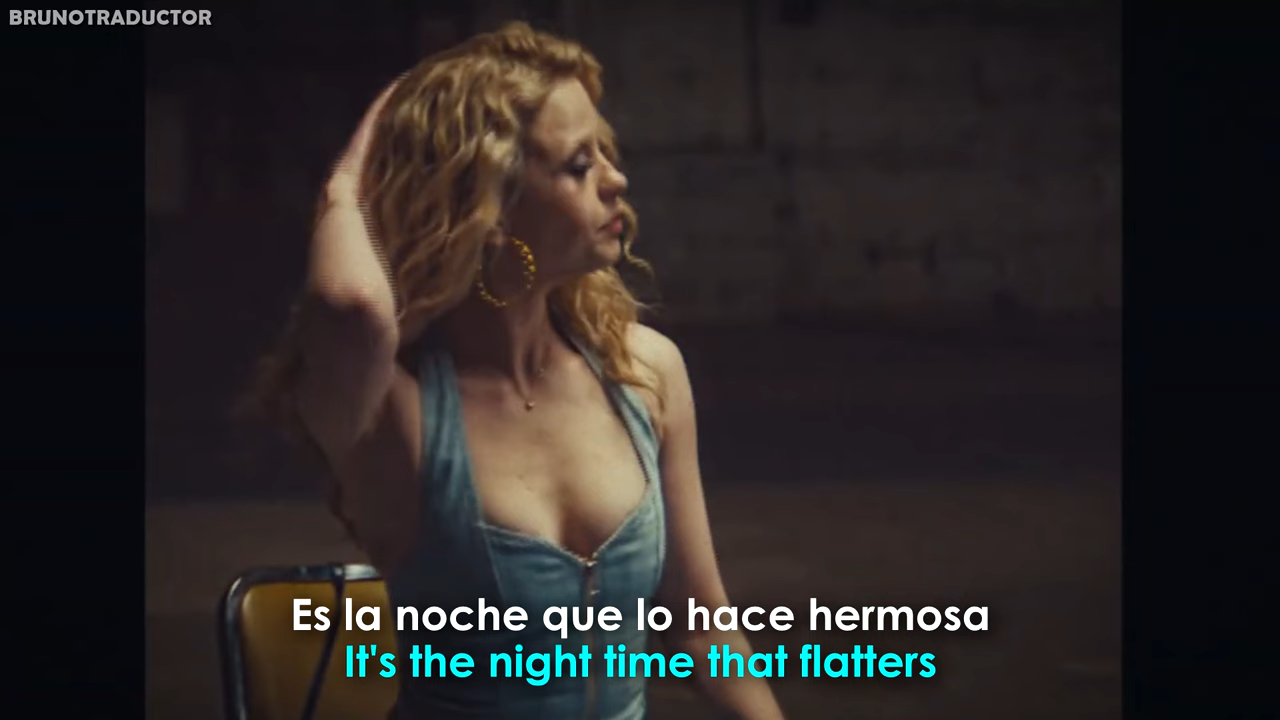 BRUNOTRADUCTOR
Es la noche que lo hace hermosa
It's the night time that flatters